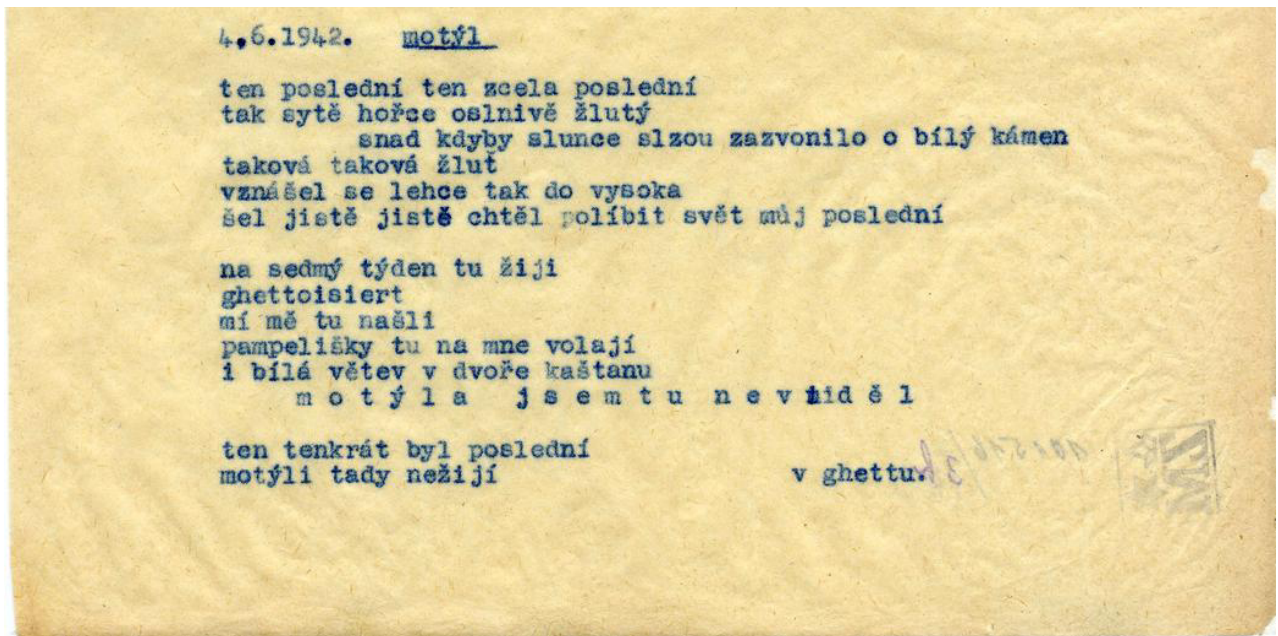 4.6.1942. motýl
ten poslední ten zcela poslední
tak sytě hořce oslnivě žlutý
snad kdyby slunce slzou zazvonilo o bílý kámen
taková taková žluť
vznášel se lehce tak do vysoka
šel jistě jistě chtěl políbit svět můj poslední
na sedmý týden tu žiji
ghettoisiert
mí mě tu našli
pampelišky tu na mne volají
i bílá větev v dvoře kaštanu
m o t ý l a j s e m t u n e v i d ě l
ten tenkrát byl poslední
motýli tady nežijí v ghettu.